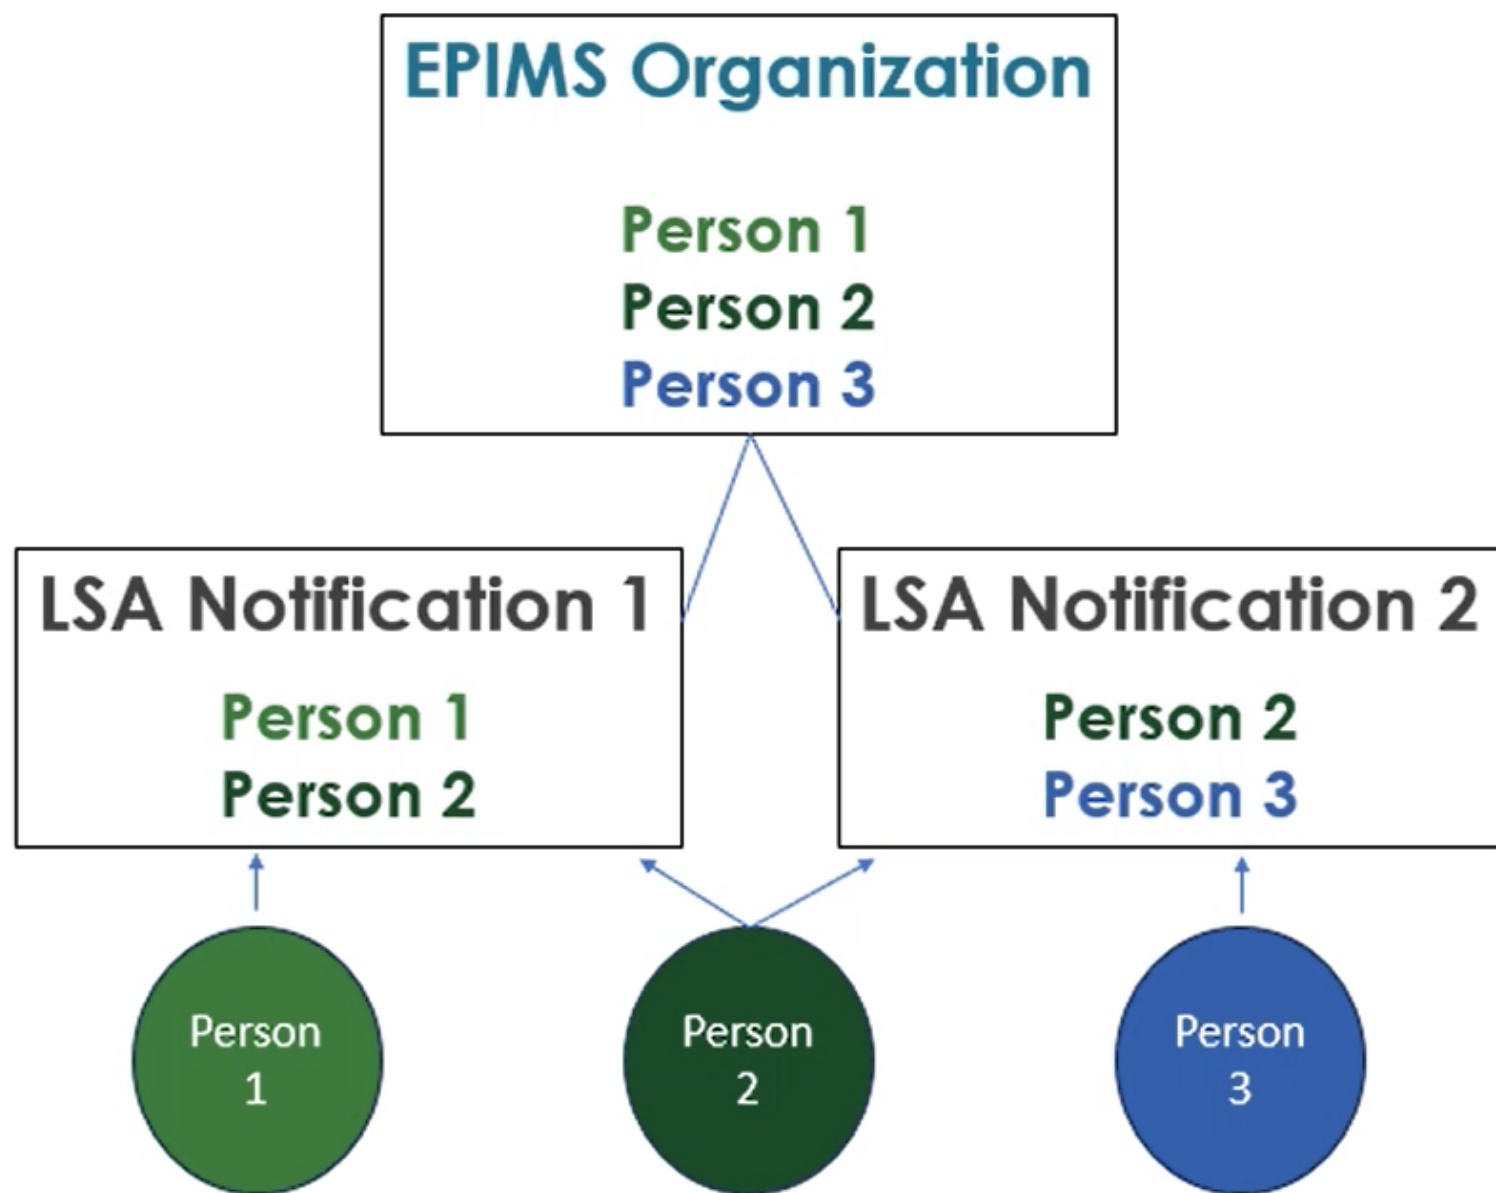 EPIMS Organization
Person 1
Person 2
Person 3
LSA Notification 1
Person 1
Person 2
LSA Notification 2
Person 2
Person 3
Person
1
Person
2
Person
3